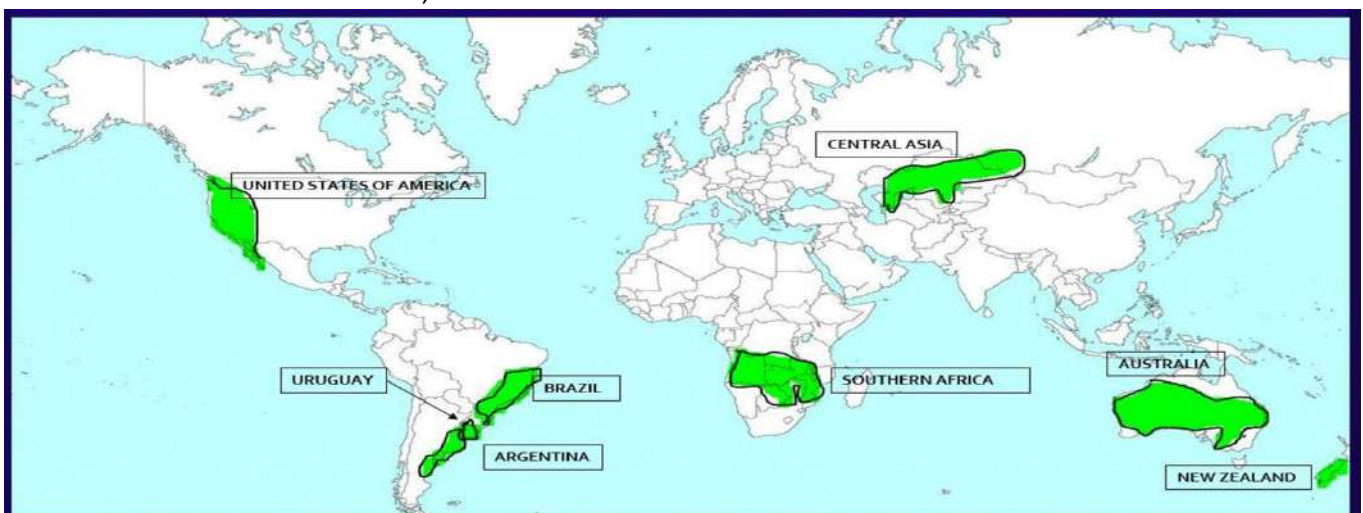 CENTRAL ASIA
UNITED STATES OF AMERICA
URUGUAY
BRAZIL
SOUTHERN AFRICA
AUSTRALIA
ARGENTINA
NEW ZEALAND